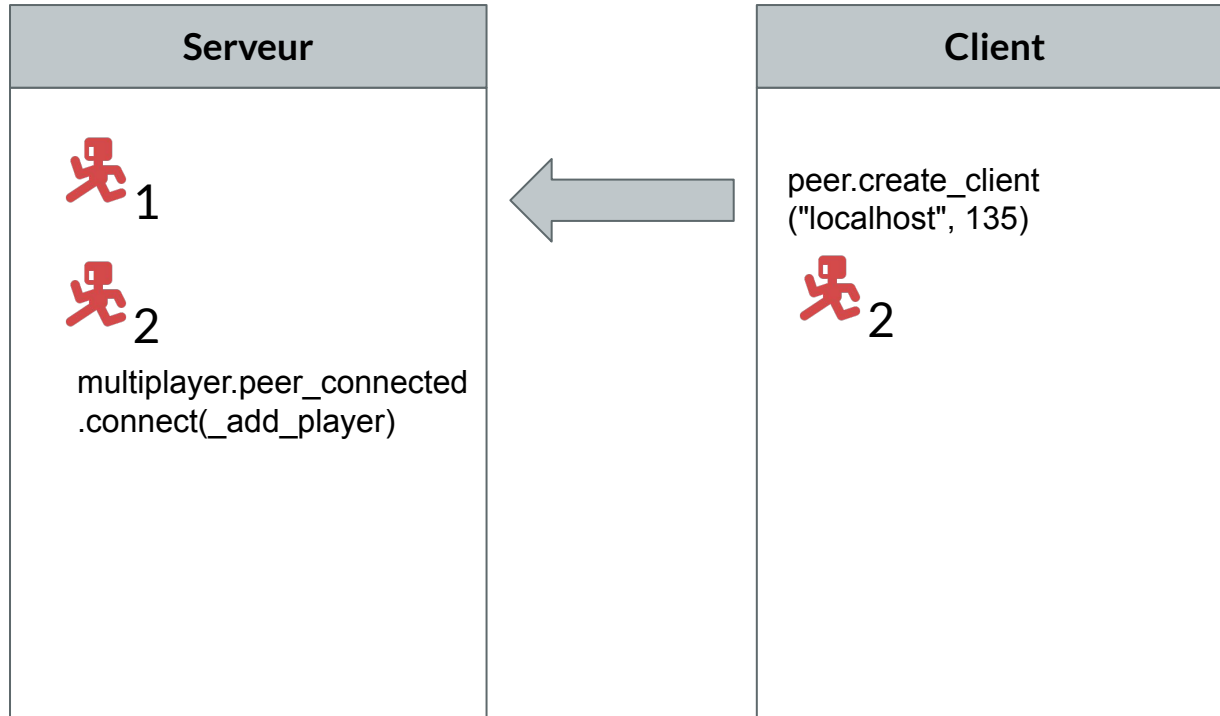 Serveur
1
2
multiplayer.peer_connected
.connect(_add_player)
Client
peer.create_client
("localhost", 135)
2